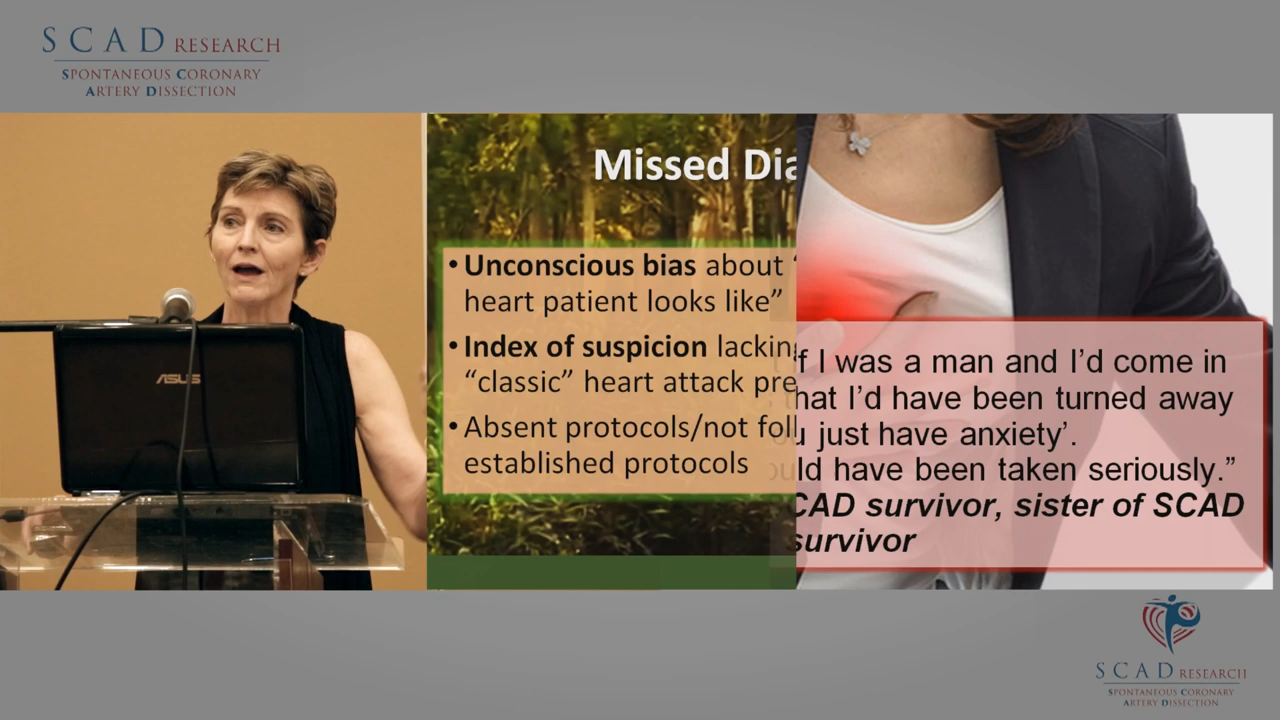 SCAD RESEARCH
SPONTANEOUS CORONARY
ARTERY DISSECTION
ASUS
Missed Dia
• Unconscious bias about “
heart patient looks like”
• Index of suspicion lacking
“classic” heart attack pre
• Absent protocols/not foll
established protocols
f I was a man and I’d come in
hat I’d have been turned away
u just have anxiety’.
uld have been taken seriously.”
CAD survivor, sister of SCAD
survivor
SCAD RESEARCH
SPONTANEOUS CORONARY
ARTERY DISSECTION